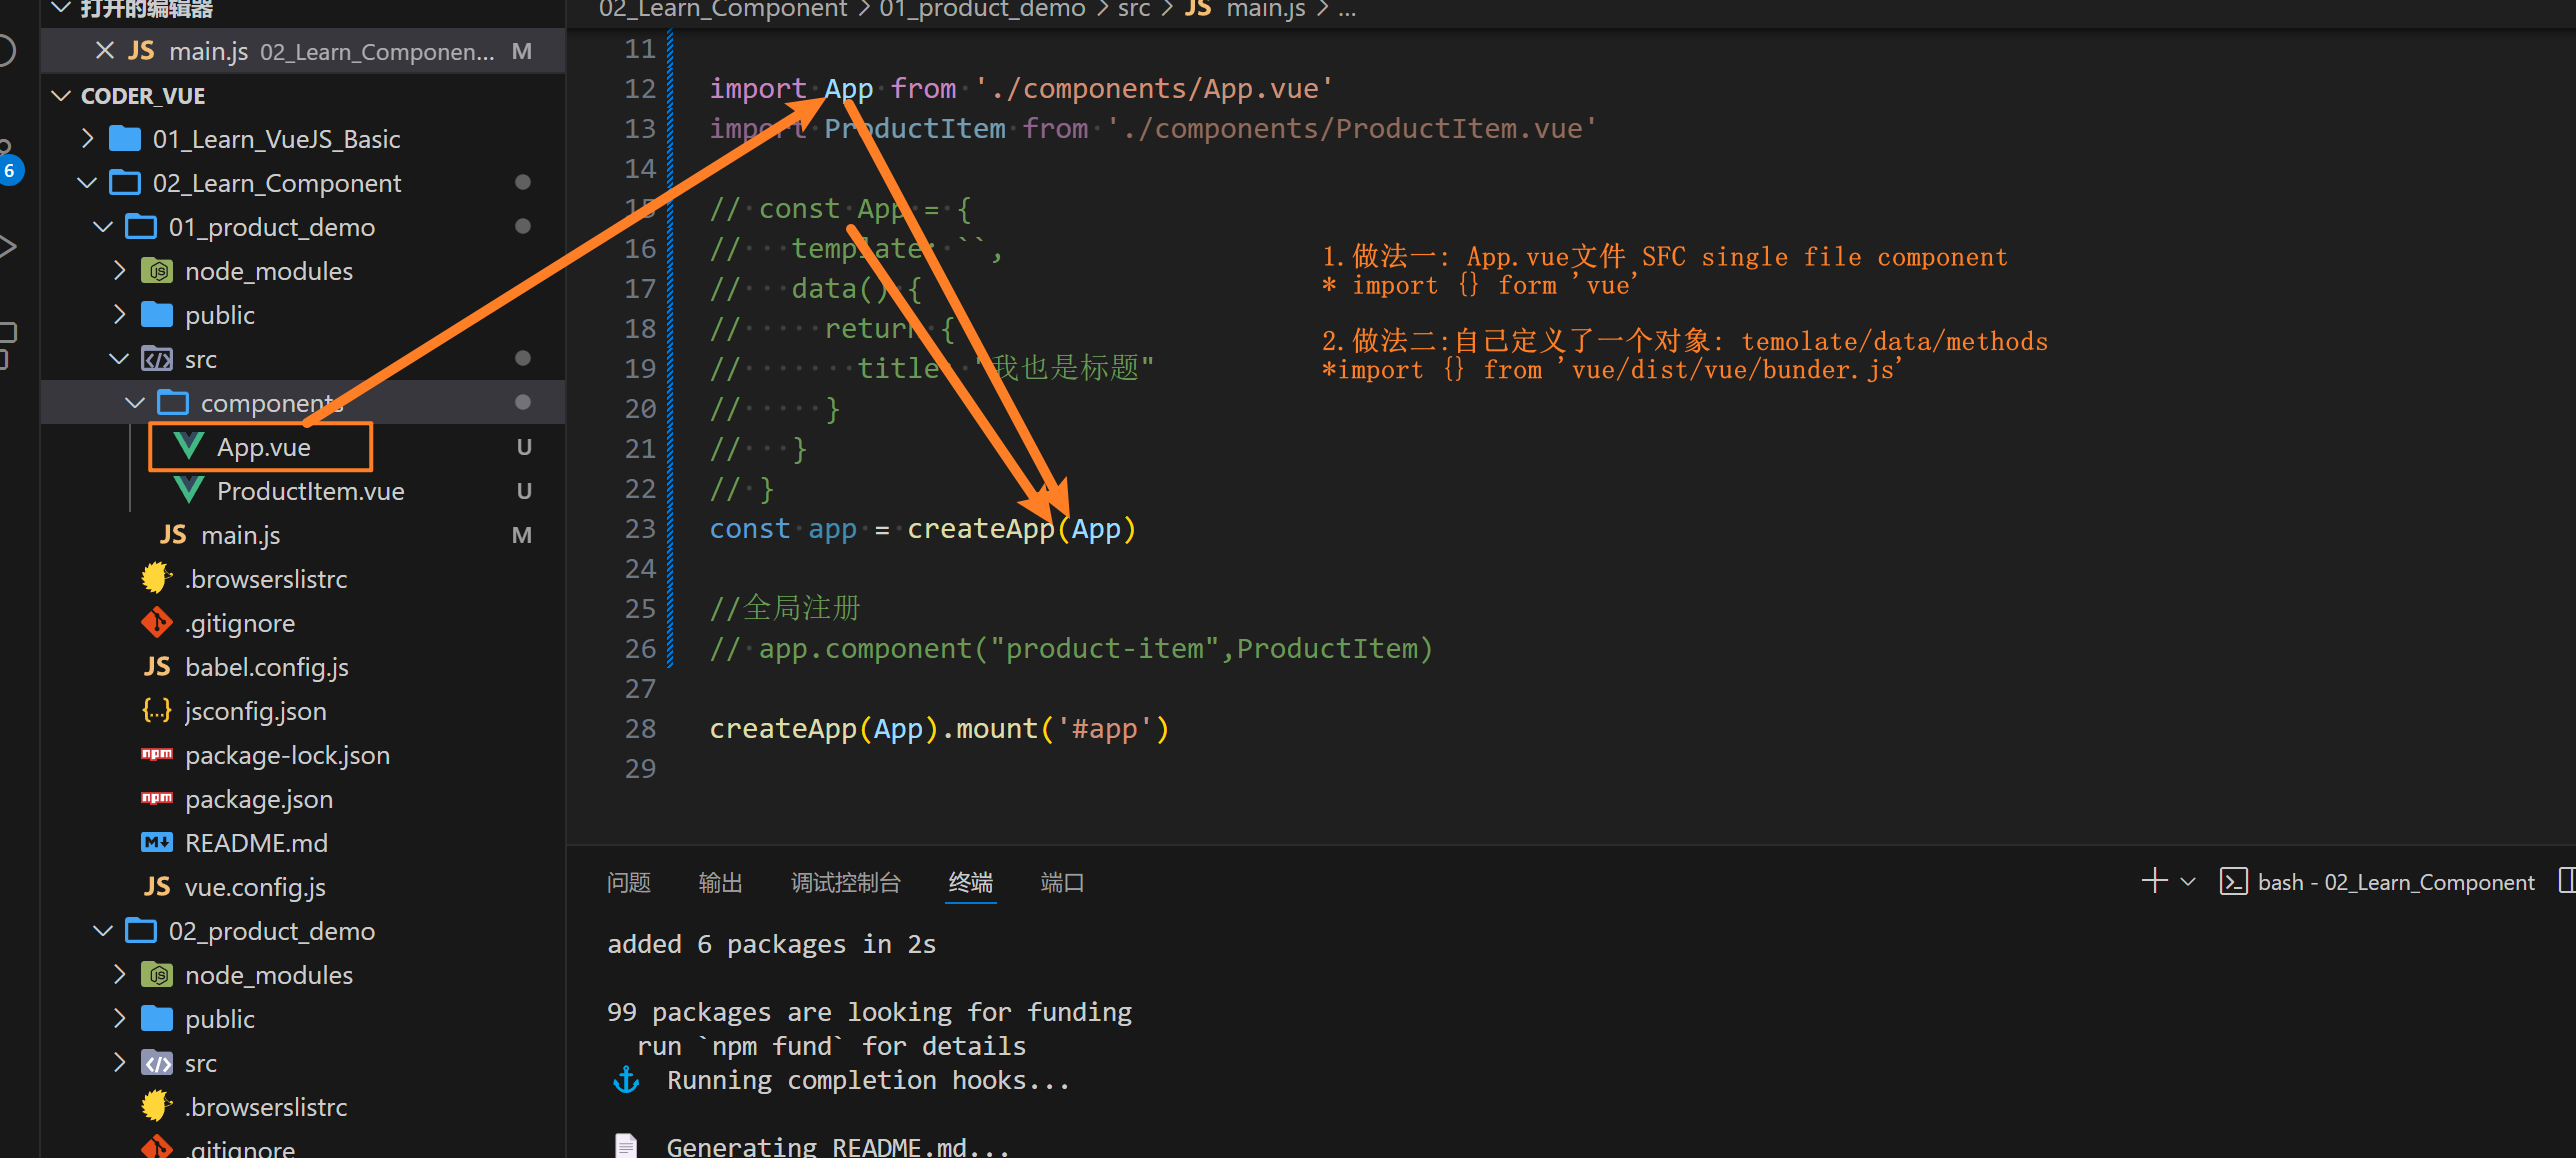 打开的编辑器
JS main.js 02_Learn_Componen... M
CODER_VUE
01_Learn_VueJS_Basic
02_Learn_Component
01_product_demo
node_modules
public
src
components
App.vue U
ProductItem.vue U
JS main.js M
.browserslistrc
.gitignore
JS babel.config.js
{..} jsconfig.json
npm package-lock.json
npm package.json
README.md
JS vue.config.js
02_product_demo
node_modules
public
src
.browserslistrc
.gitignore
6
02_Learn_Component > 01_product_demo > src > JS main.js > ...
11
12 import App from './components/App.vue'
13 import ProductItem from './components/ProductItem.vue'
14
15 // const App = {
16 // template: ``,
17 // data() {
18 // return {
19 // title: "我也是标题"
20 // }
21 // }
22 // }
23 const app = createApp(App)
24
25 //全局注册
26 // app.component("product-item",ProductItem)
27
28 createApp(App).mount('#app')
29
1.做法一: App.vue文件 SFC single file component
* import {} form 'vue'
2.做法二:自己定义了一个对象: temolate/data/methods
*import {} from 'vue/dist/vue/bunder.js'
问题 输出 调试控制台 终端 端口
bash - 02_Learn_Component
added 6 packages in 2s
99 packages are looking for funding
run `npm fund` for details
Running completion hooks...
Generating README.md...